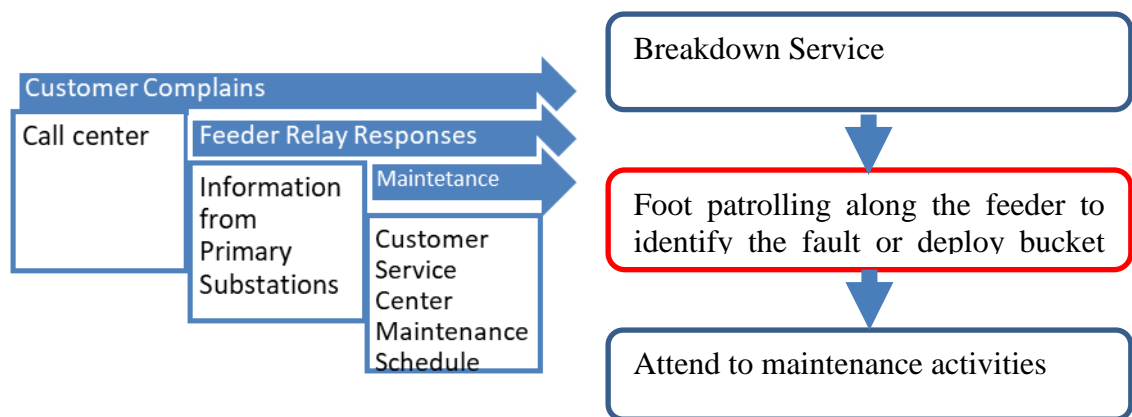 Customer Complains
Call center
Feeder Relay Responses
Information
from
Primary
Substations
Maintetance
Customer
Service
Center
Maintenance
Schedule
Breakdown Service
Foot patrolling along the feeder to
identify the fault or deploy bucket
Attend to maintenance activities